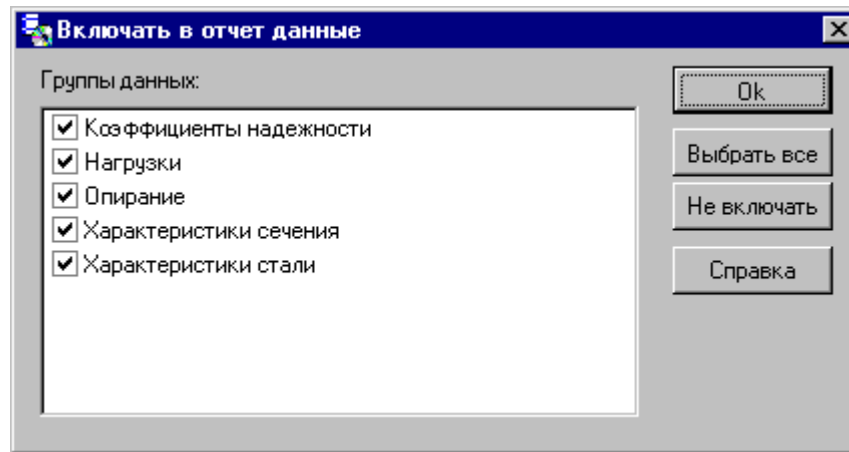 Включать в отчет данные
Группы данных:
Коэффициенты надежности
Нагрузки
Опирание
Характеристики сечения
Характеристики стали
Ok
Выбрать все
Не включать
Справка